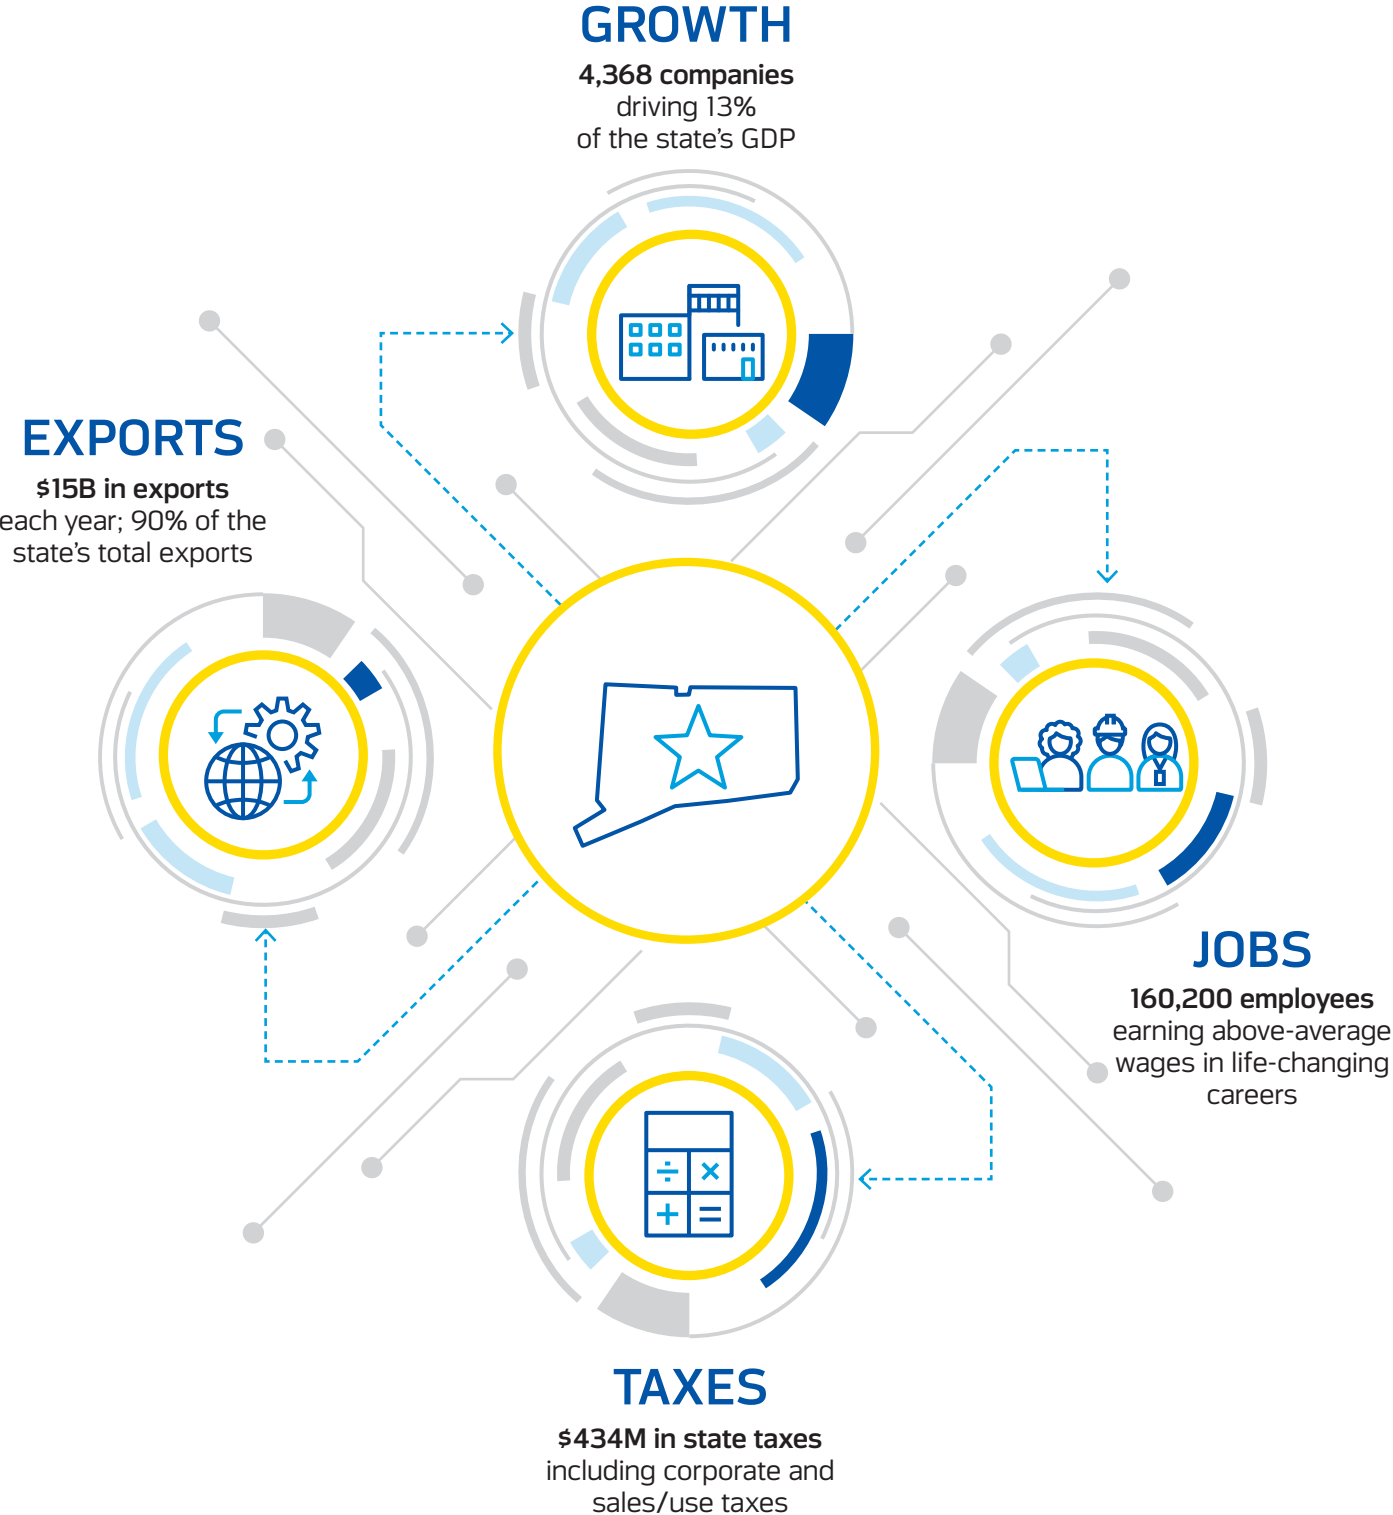 GROWTH
4,368 companies
driving 13%
of the state's GDP
EXPORTS
$15B in exports
each year; 90% of the
state's total exports
JOBS
160,200 employees
earning above-average
wages in life-changing
careers
TAXES
$434M in state taxes
including corporate and
sales/use taxes